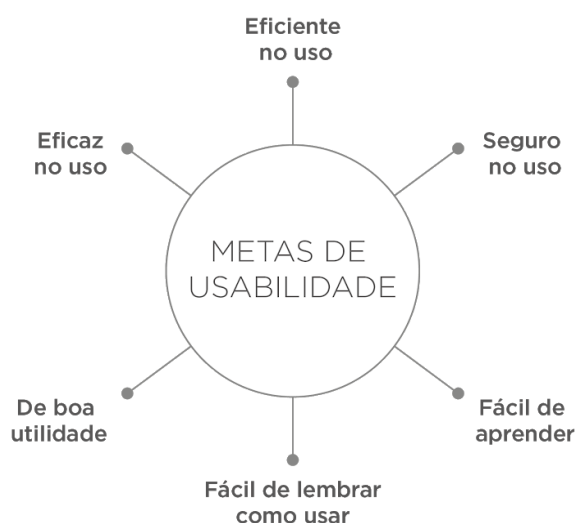 Eficiente
no uso
Eficaz
no uso
Seguro
no uso
METAS DE
USABILIDADE
De boa
utilidade
Fácil de
aprender
Fácil de lembrar
como usar